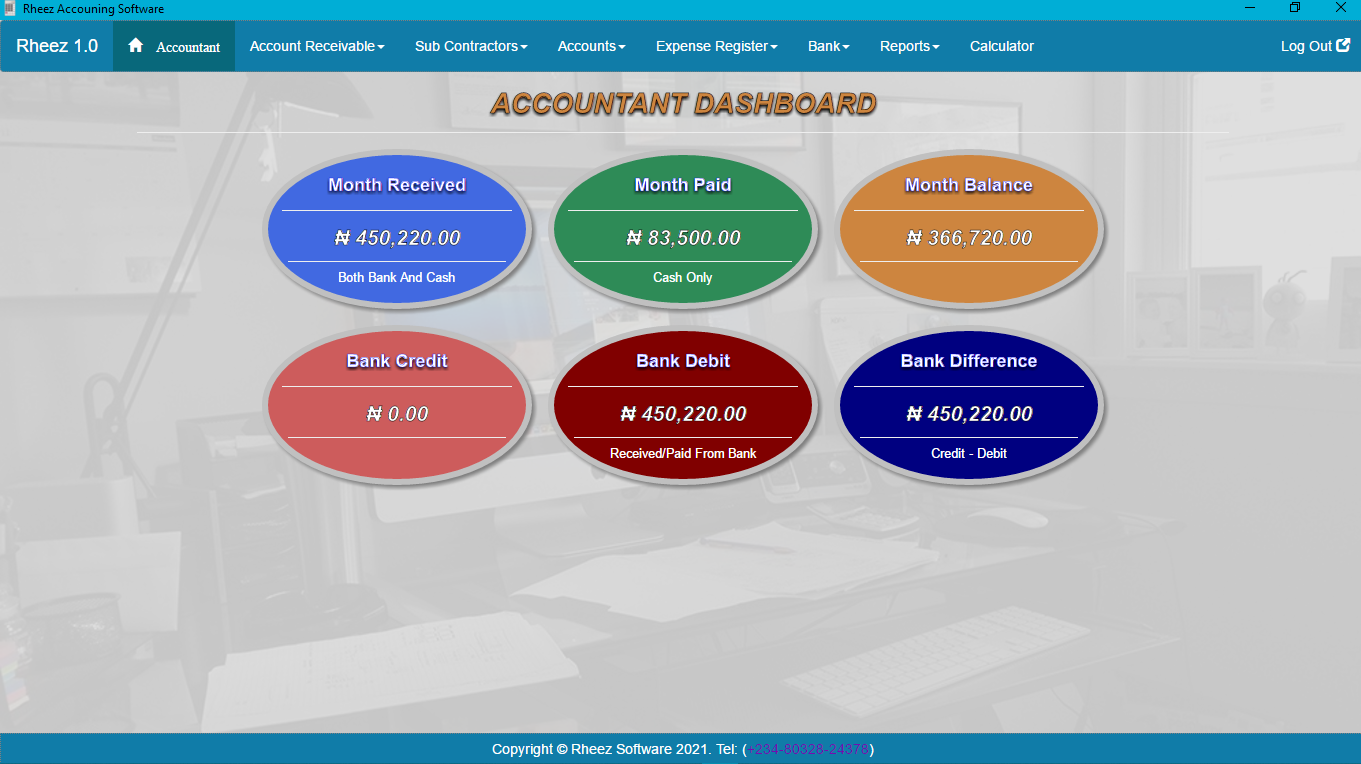 Rheez Accouning Software
Rheez 1.0 Accountant Account Receivable Sub Contractors Accounts Expense Register Bank Reports Calculator Log Out
ACCOUNTANT DASHBOARD
Month Received
₦ 450,220.00
Both Bank And Cash
Month Paid
₦ 83,500.00
Cash Only
Month Balance
₦ 366,720.00
Bank Credit
₦ 0.00
Bank Debit
₦ 450,220.00
Received/Paid From Bank
Bank Difference
₦ 450,220.00
Credit - Debit
Copyright © Rheez Software 2021. Tel: (+234-80328-24378)